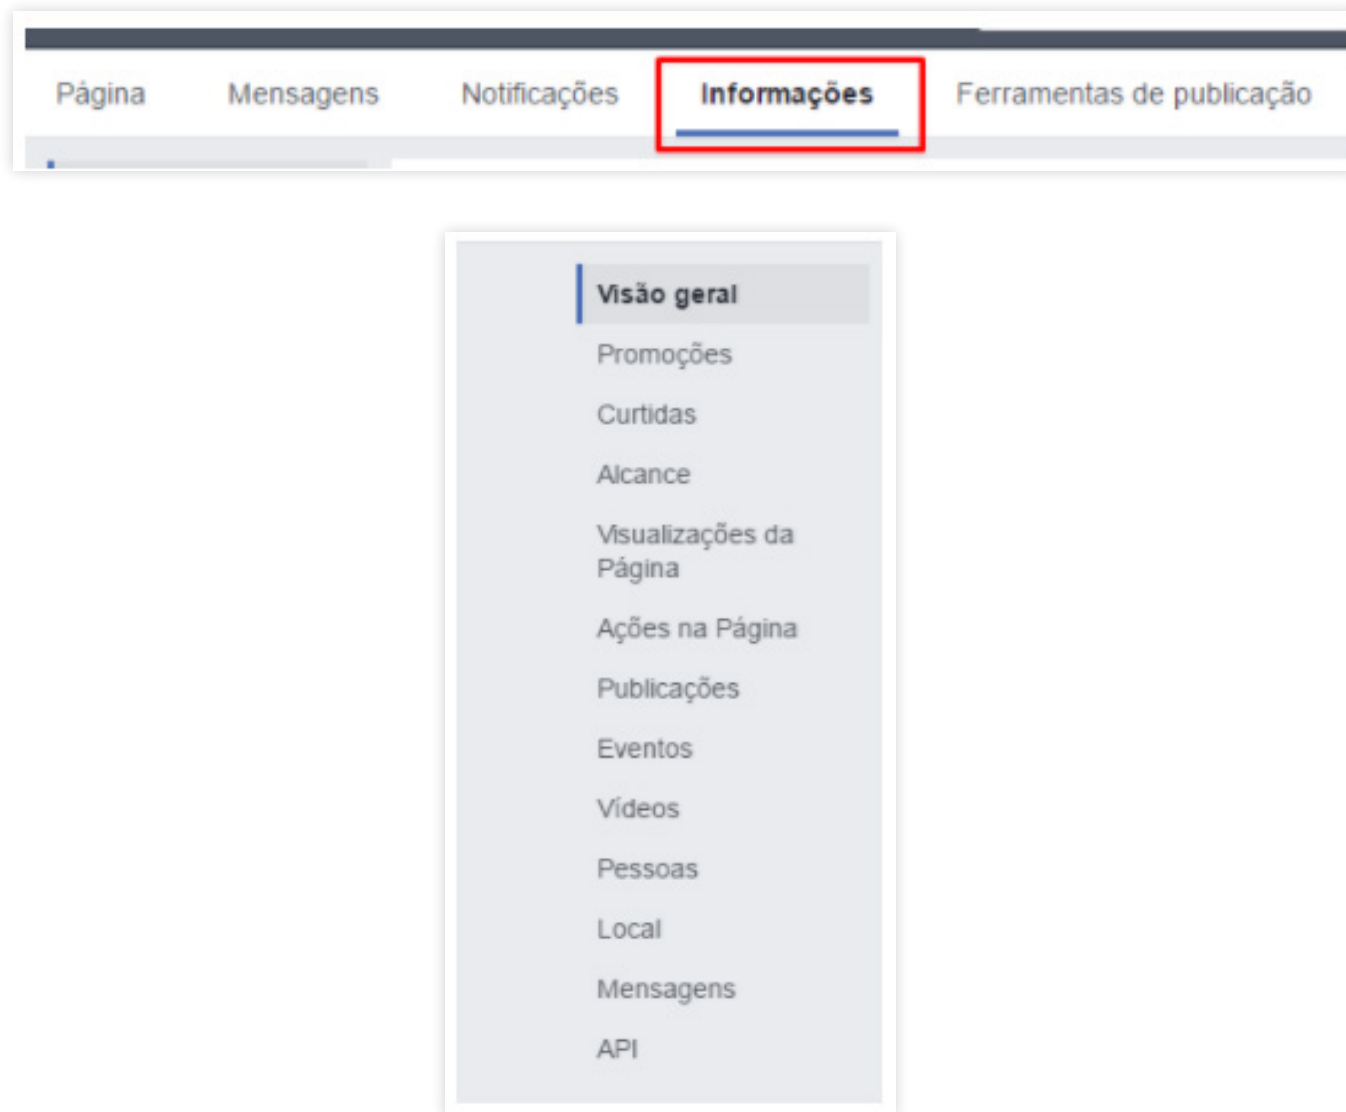 Página Mensagens Notificações Informações Ferramentas de publicação
Visão geral
Promoções
Curtidas
Alcance
Visualizações da
Página
Ações na Página
Publicações
Eventos
Vídeos
Pessoas
Local
Mensagens
API